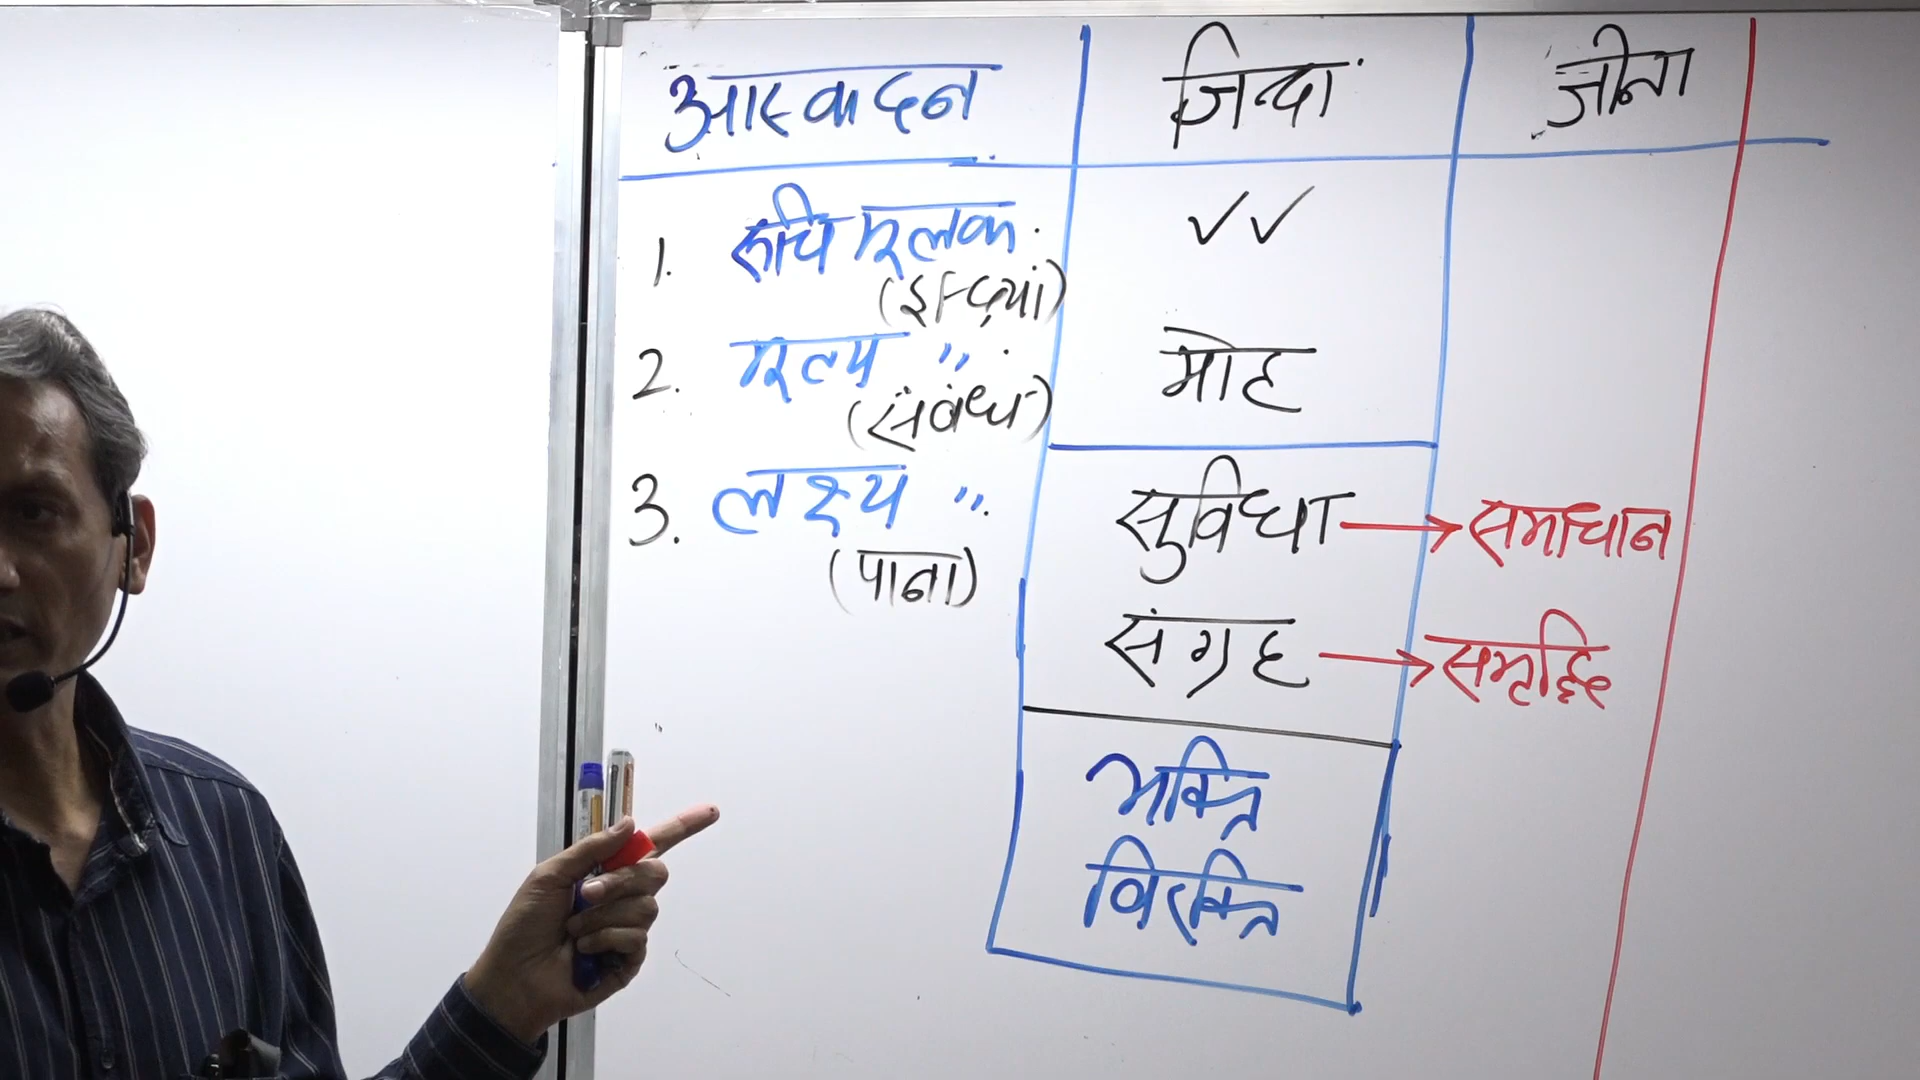 आस्वादन जिन्दा जीना
1. रुचि मूलक ✓✓
(इन्द्रियां)
2. मूल्य " मोह
(संबंध)
3. लक्ष्य " सुविधा → समाधान
(पाना)
संग्रह → समृद्धि
भक्ति
विरक्ति